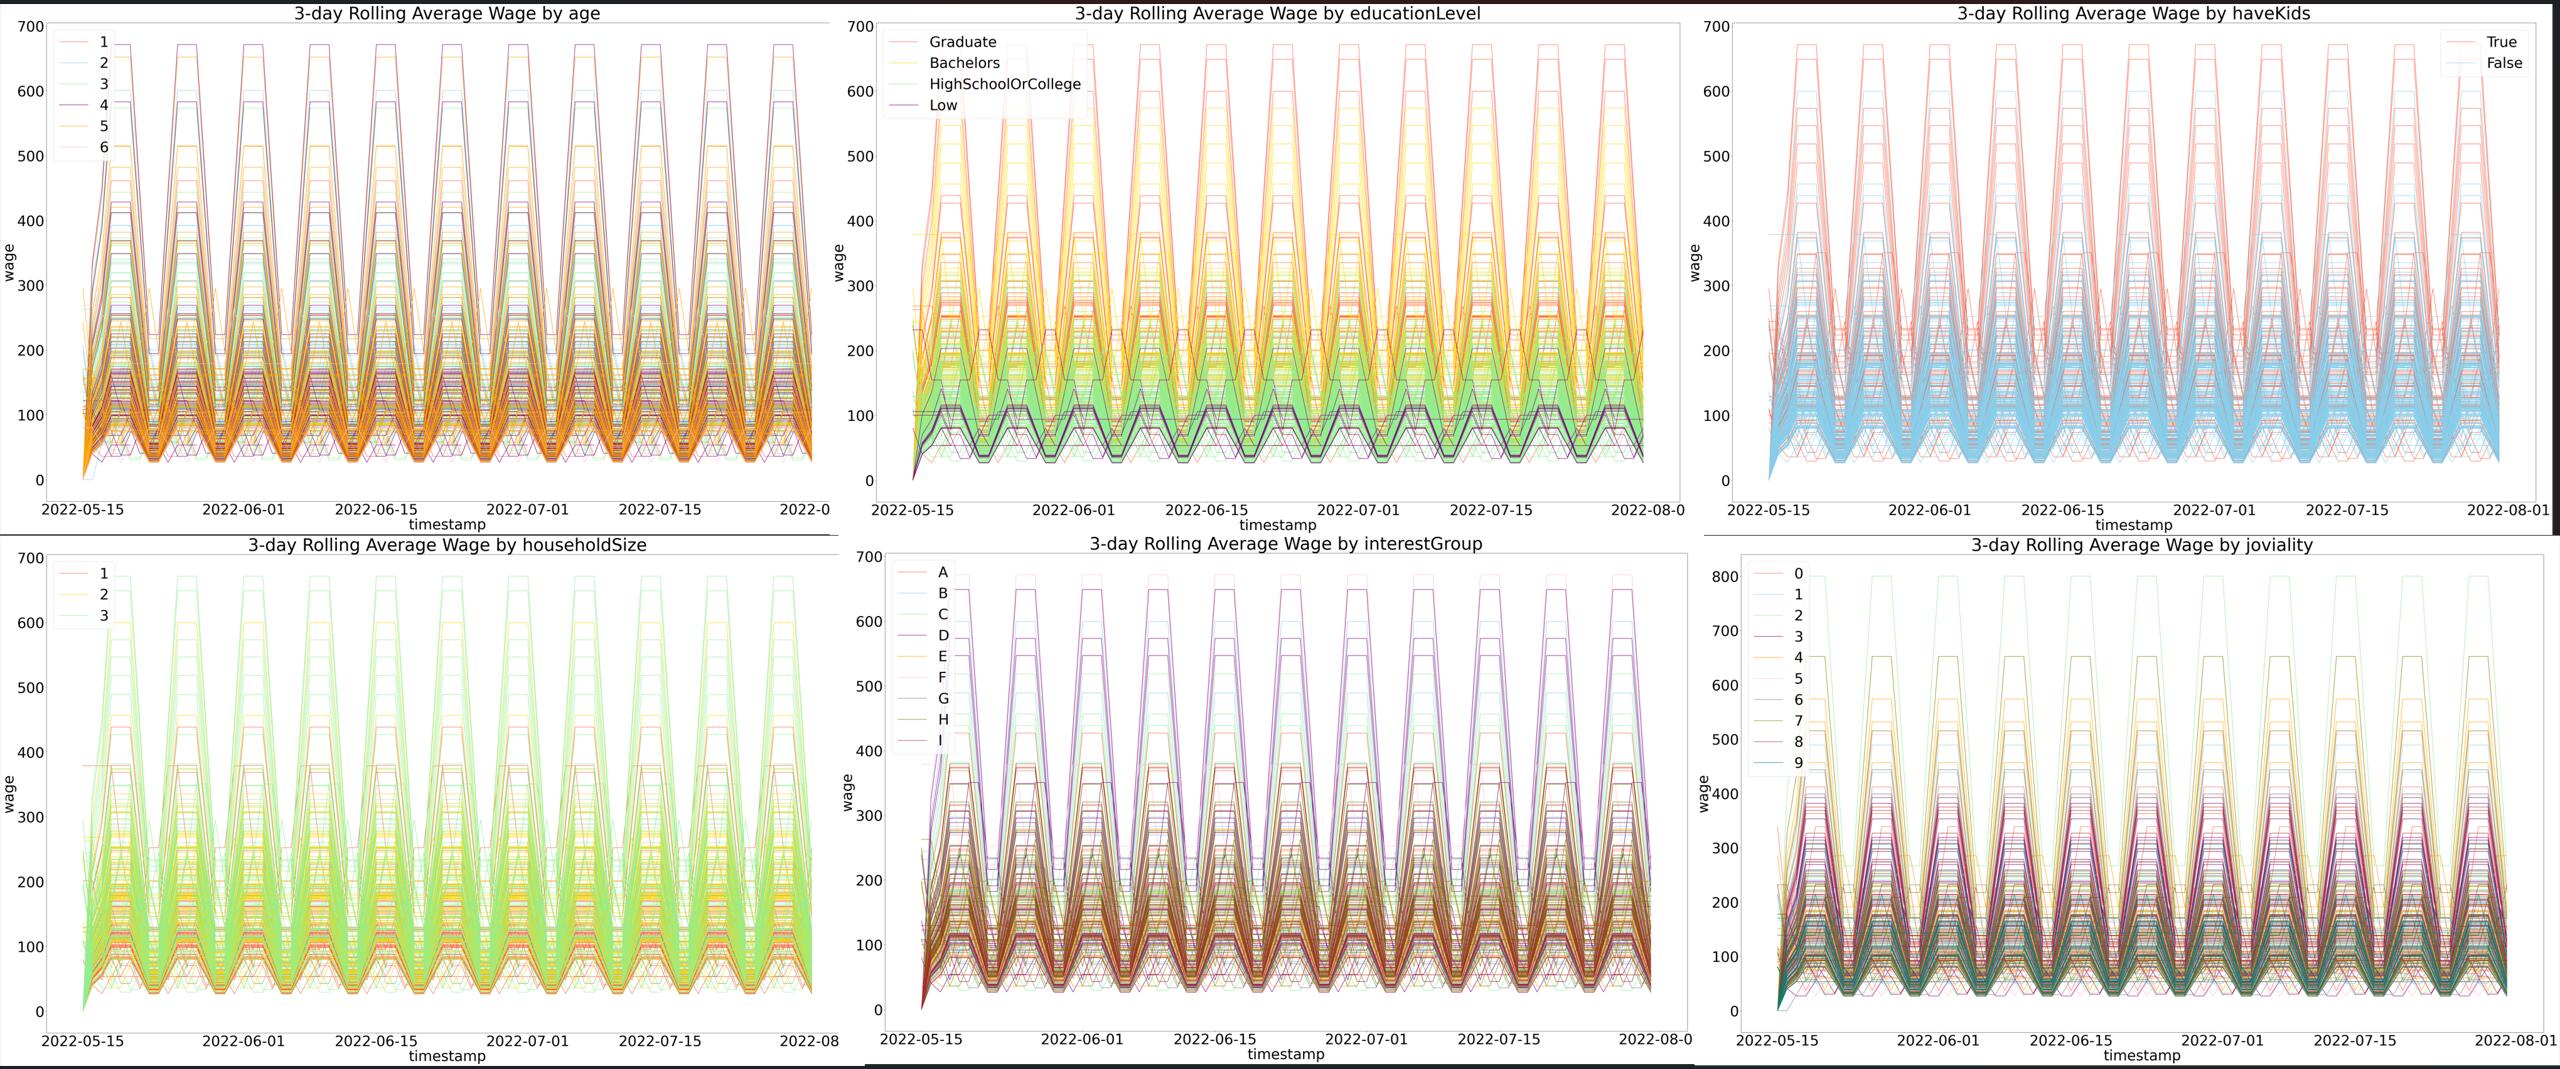 3-day Rolling Average Wage by age
700
600
500
400
300
200
100
0
wage
1
2
3
4
5
6
2022-05-15 2022-06-01 2022-06-15 2022-07-01 2022-07-15 2022-0
timestamp
3-day Rolling Average Wage by educationLevel
700
600
500
400
300
200
100
0
wage
Graduate
Bachelors
HighSchoolOrCollege
Low
2022-05-15 2022-06-01 2022-06-15 2022-07-01 2022-07-15 2022-08-0
timestamp
3-day Rolling Average Wage by haveKids
700
600
500
400
300
200
100
0
wage
True
False
2022-05-15 2022-06-01 2022-06-15 2022-07-01 2022-07-15 2022-08-01
timestamp
3-day Rolling Average Wage by householdSize
700
600
500
400
300
200
100
0
wage
1
2
3
2022-05-15 2022-06-01 2022-06-15 2022-07-01 2022-07-15 2022-08
timestamp
3-day Rolling Average Wage by interestGroup
700
600
500
400
300
200
100
0
wage
A
B
C
D
E
F
G
H
I
2022-05-15 2022-06-01 2022-06-15 2022-07-01 2022-07-15 2022-08-0
timestamp
3-day Rolling Average Wage by joviality
800
700
600
500
400
300
200
100
0
wage
0
1
2
3
4
5
6
7
8
9
2022-05-15 2022-06-01 2022-06-15 2022-07-01 2022-07-15 2022-08-01
timestamp